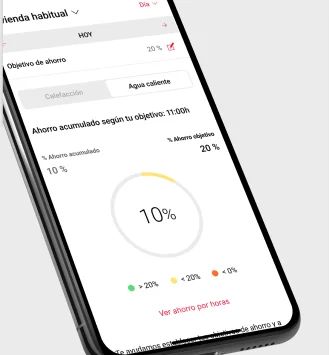 vienda habitual
Día
HOY
Objetivo de ahorro
20 %
Calefacción
Agua caliente
Ahorro acumulado según tu objetivo: 11:00h
% Ahorro acumulado
% Ahorro objetivo
10 %
20 %
10%
> 20%
< 20%
< 0%
Ver ahorro por horas
Te ayudamos
de ahorro y a